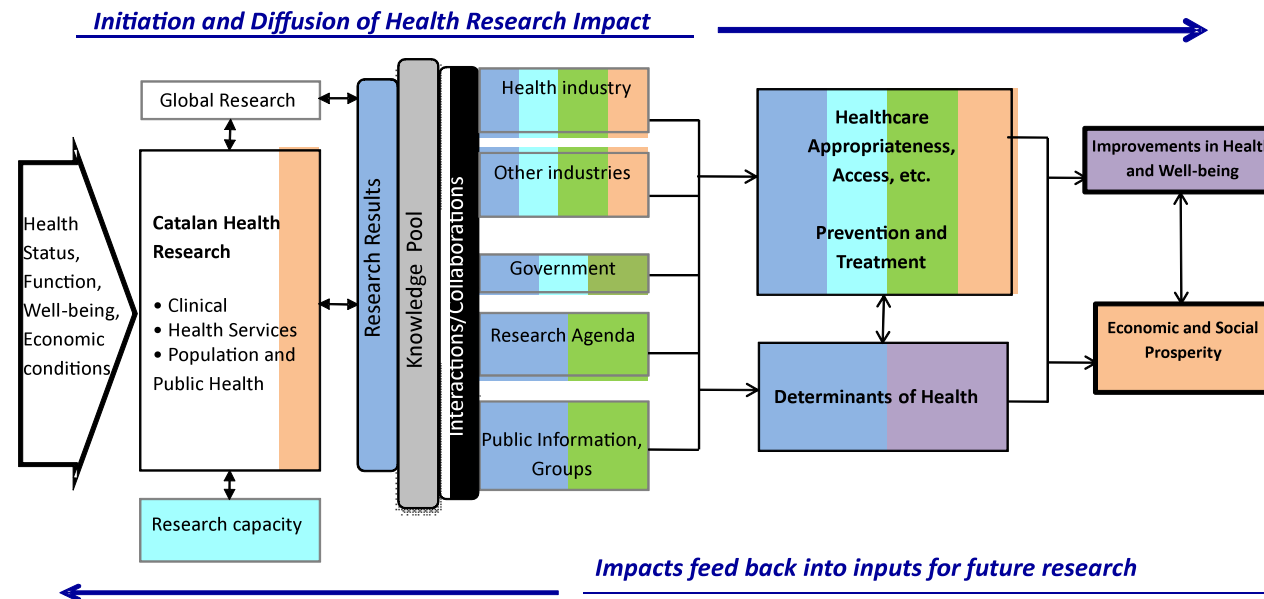 Initiation and Diffusion of Health Research Impact
Global Research
Health
Status,
Function,
Well-being,
Economic
conditions
Catalan Health
Research
• Clinical
• Health Services
• Population and
Public Health
Research capacity
Research Results
Knowledge Pool
Interactions/Collaborations
Health industry
Other industries
Government
Research Agenda
Public Information,
Groups
Healthcare
Appropriateness,
Access, etc.
Prevention and
Treatment
Determinants of Health
Improvements in Health
and Well-being
Economic and Social
Prosperity
Impacts feed back into inputs for future research